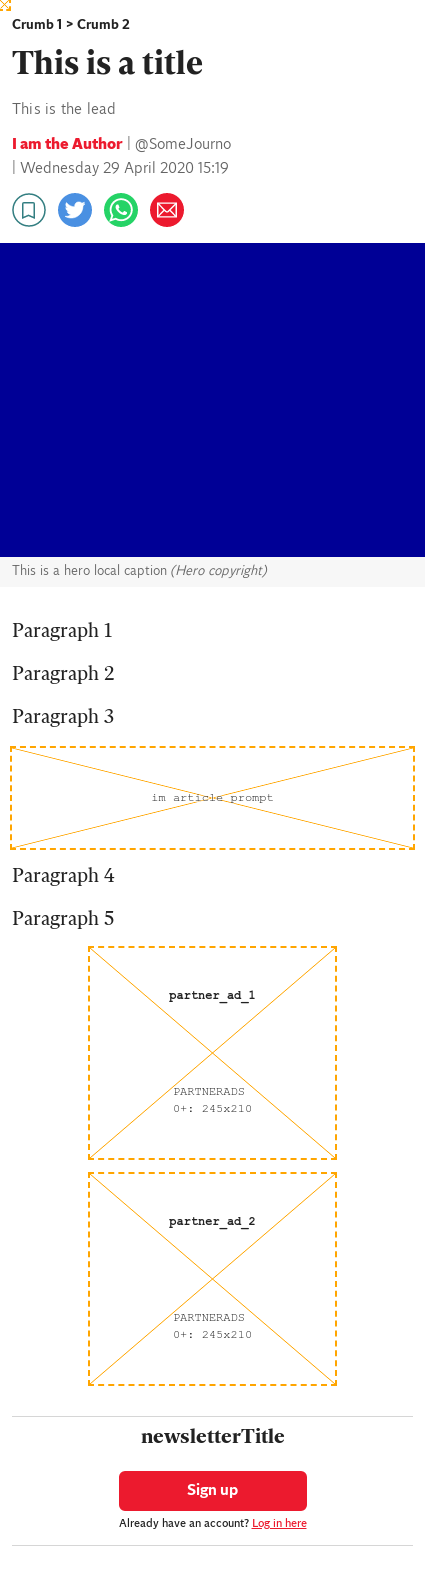 Crumb 1 > Crumb 2
This is a title
This is the lead
I am the Author | @SomeJourno
| Wednesday 29 April 2020 15:19
This is a hero local caption (Hero copyright)
Paragraph 1
Paragraph 2
Paragraph 3
im article prompt
Paragraph 4
Paragraph 5
partner_ad_1
PARTNERADS
0+: 245x210
partner_ad_2
PARTNERADS
0+: 245x210
newsletterTitle
Sign up
Already have an account? Log in here